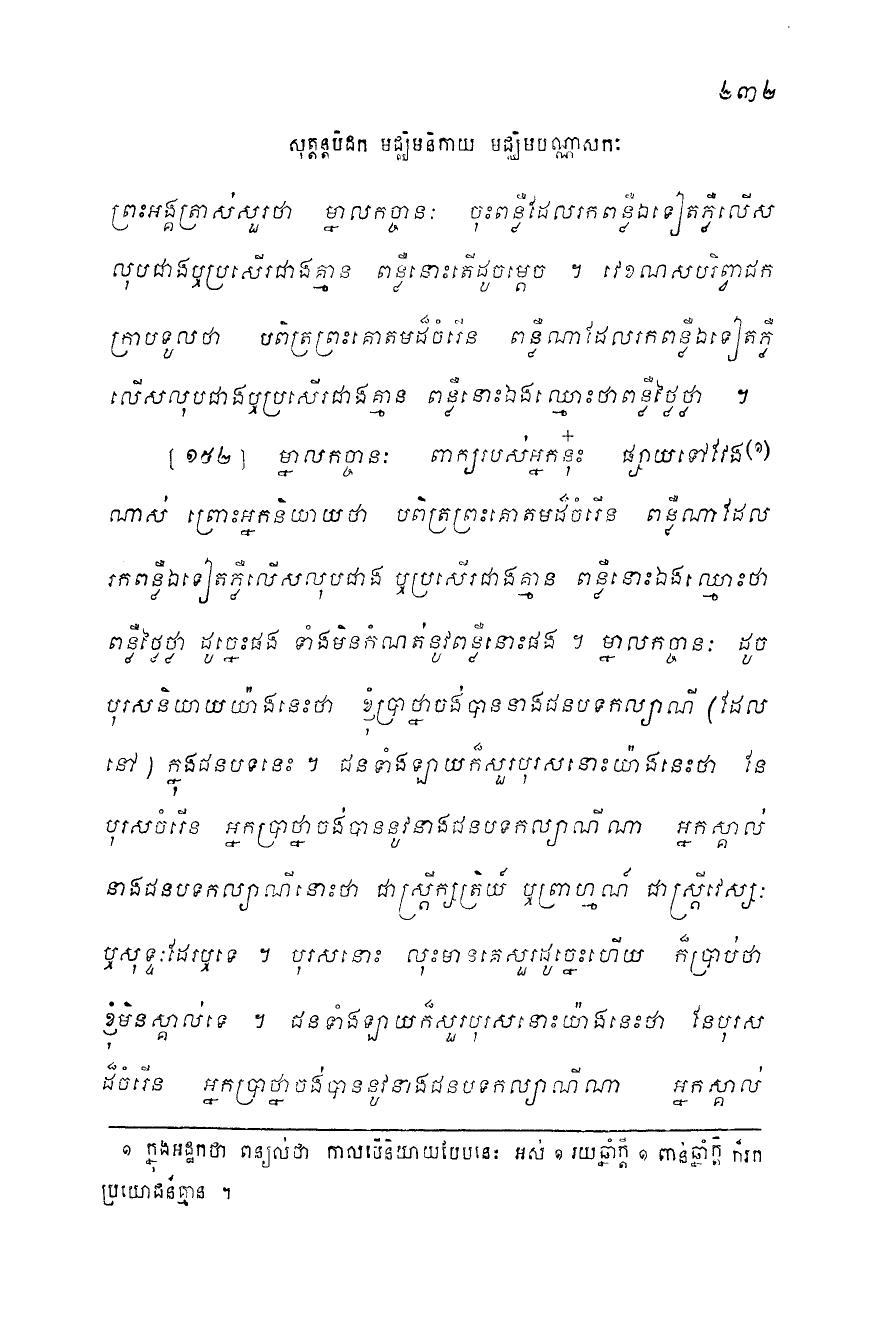 ២៣២
សុត្តន្តបិដក មជ្ឈិមនិកាយ មជ្ឈិមបណ្ណាសកៈ
ព្រះអង្គត្រាស់សួរថា ម្នាលកច្ចានៈ ចុះពន្លឺដែលរកពន្លឺឯទៀតភ្លឺលើស
លុបជាងឬប្រសើរជាងគ្មាន ពន្លឺនោះតើដូចម្ដេច ។ វេខណសបរិព្វាជក
ក្រាបទូលថា បពិត្រព្រះគោតមដ៏ចំរើន ពន្លឺណាដែលរកពន្លឺឯទៀតភ្លឺ
លើសលុបជាងឬប្រសើរជាងគ្មាន ពន្លឺនោះឯងឈ្មោះថាពន្លឺថ្លៃថ្លា ។
[ ១៥២ ] ម្នាលកច្ចានៈ ពាក្យរបស់អ្នកនុ៎ះ ផ្សាយទៅវែង(១)
ណាស់ ព្រោះអ្នកនិយាយថា បពិត្រព្រះគោតមដ៏ចំរើន ពន្លឺណាដែល
រកពន្លឺឯទៀតភ្លឺលើសលុបជាង ឬប្រសើរជាងគ្មាន ពន្លឺនោះឯងឈ្មោះថា
ពន្លឺថ្លៃថ្លា ដូច្នេះផង ទាំងមិនកំណត់នូវពន្លឺនោះផង ។ ម្នាលកច្ចានៈ ដូច
បុរសនិយាយយ៉ាងនេះថា ខ្ញុំប្រាថ្នាចង់បាននាងជនបទកល្យាណី (ដែល
នៅ ) ក្នុងជនបទនេះ ។ ជនទាំងឡាយក៏សួរបុរសនោះយ៉ាងនេះថា នែ
បុរសចំរើន អ្នកប្រាថ្នាចង់បាននូវនាងជនបទកល្យាណីណា អ្នកស្គាល់
នាងជនបទកល្យាណីនោះថា ជាស្ត្រីក្សត្រិយ៍ ឬព្រាហ្មណ៍ ជាស្ត្រីវេស្សៈ
ឬសុទ្ទៈដែរឬទេ ។ បុរសនោះ លុះមានគេសួរដូច្នេះហើយ ក៏ប្រាប់ថា
ខ្ញុំមិនស្គាល់ទេ ។ ជនទាំងឡាយក៏សួរបុរសនោះយ៉ាងនេះថា នែបុរស
ដ៏ចំរើន អ្នកប្រាថ្នាចង់បាននូវនាងជនបទកល្យាណីណា អ្នកស្គាល់
១ ក្នុងអដ្ឋកថា ពន្យល់ថា កាលបើនិយាយបែបនេះ អស់ ១ រយឆ្នាំក្ដី ១ ពាន់ឆ្នាំក្ដី ក៏រក
ប្រយោជន៍គ្មាន ។